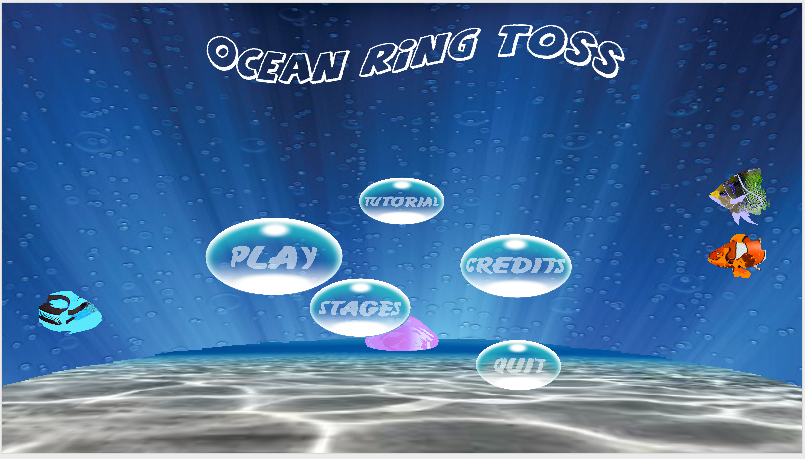 OCEAN RING TOSS
TUTORIAL
PLAY
CREDITS
STAGES
QUIT